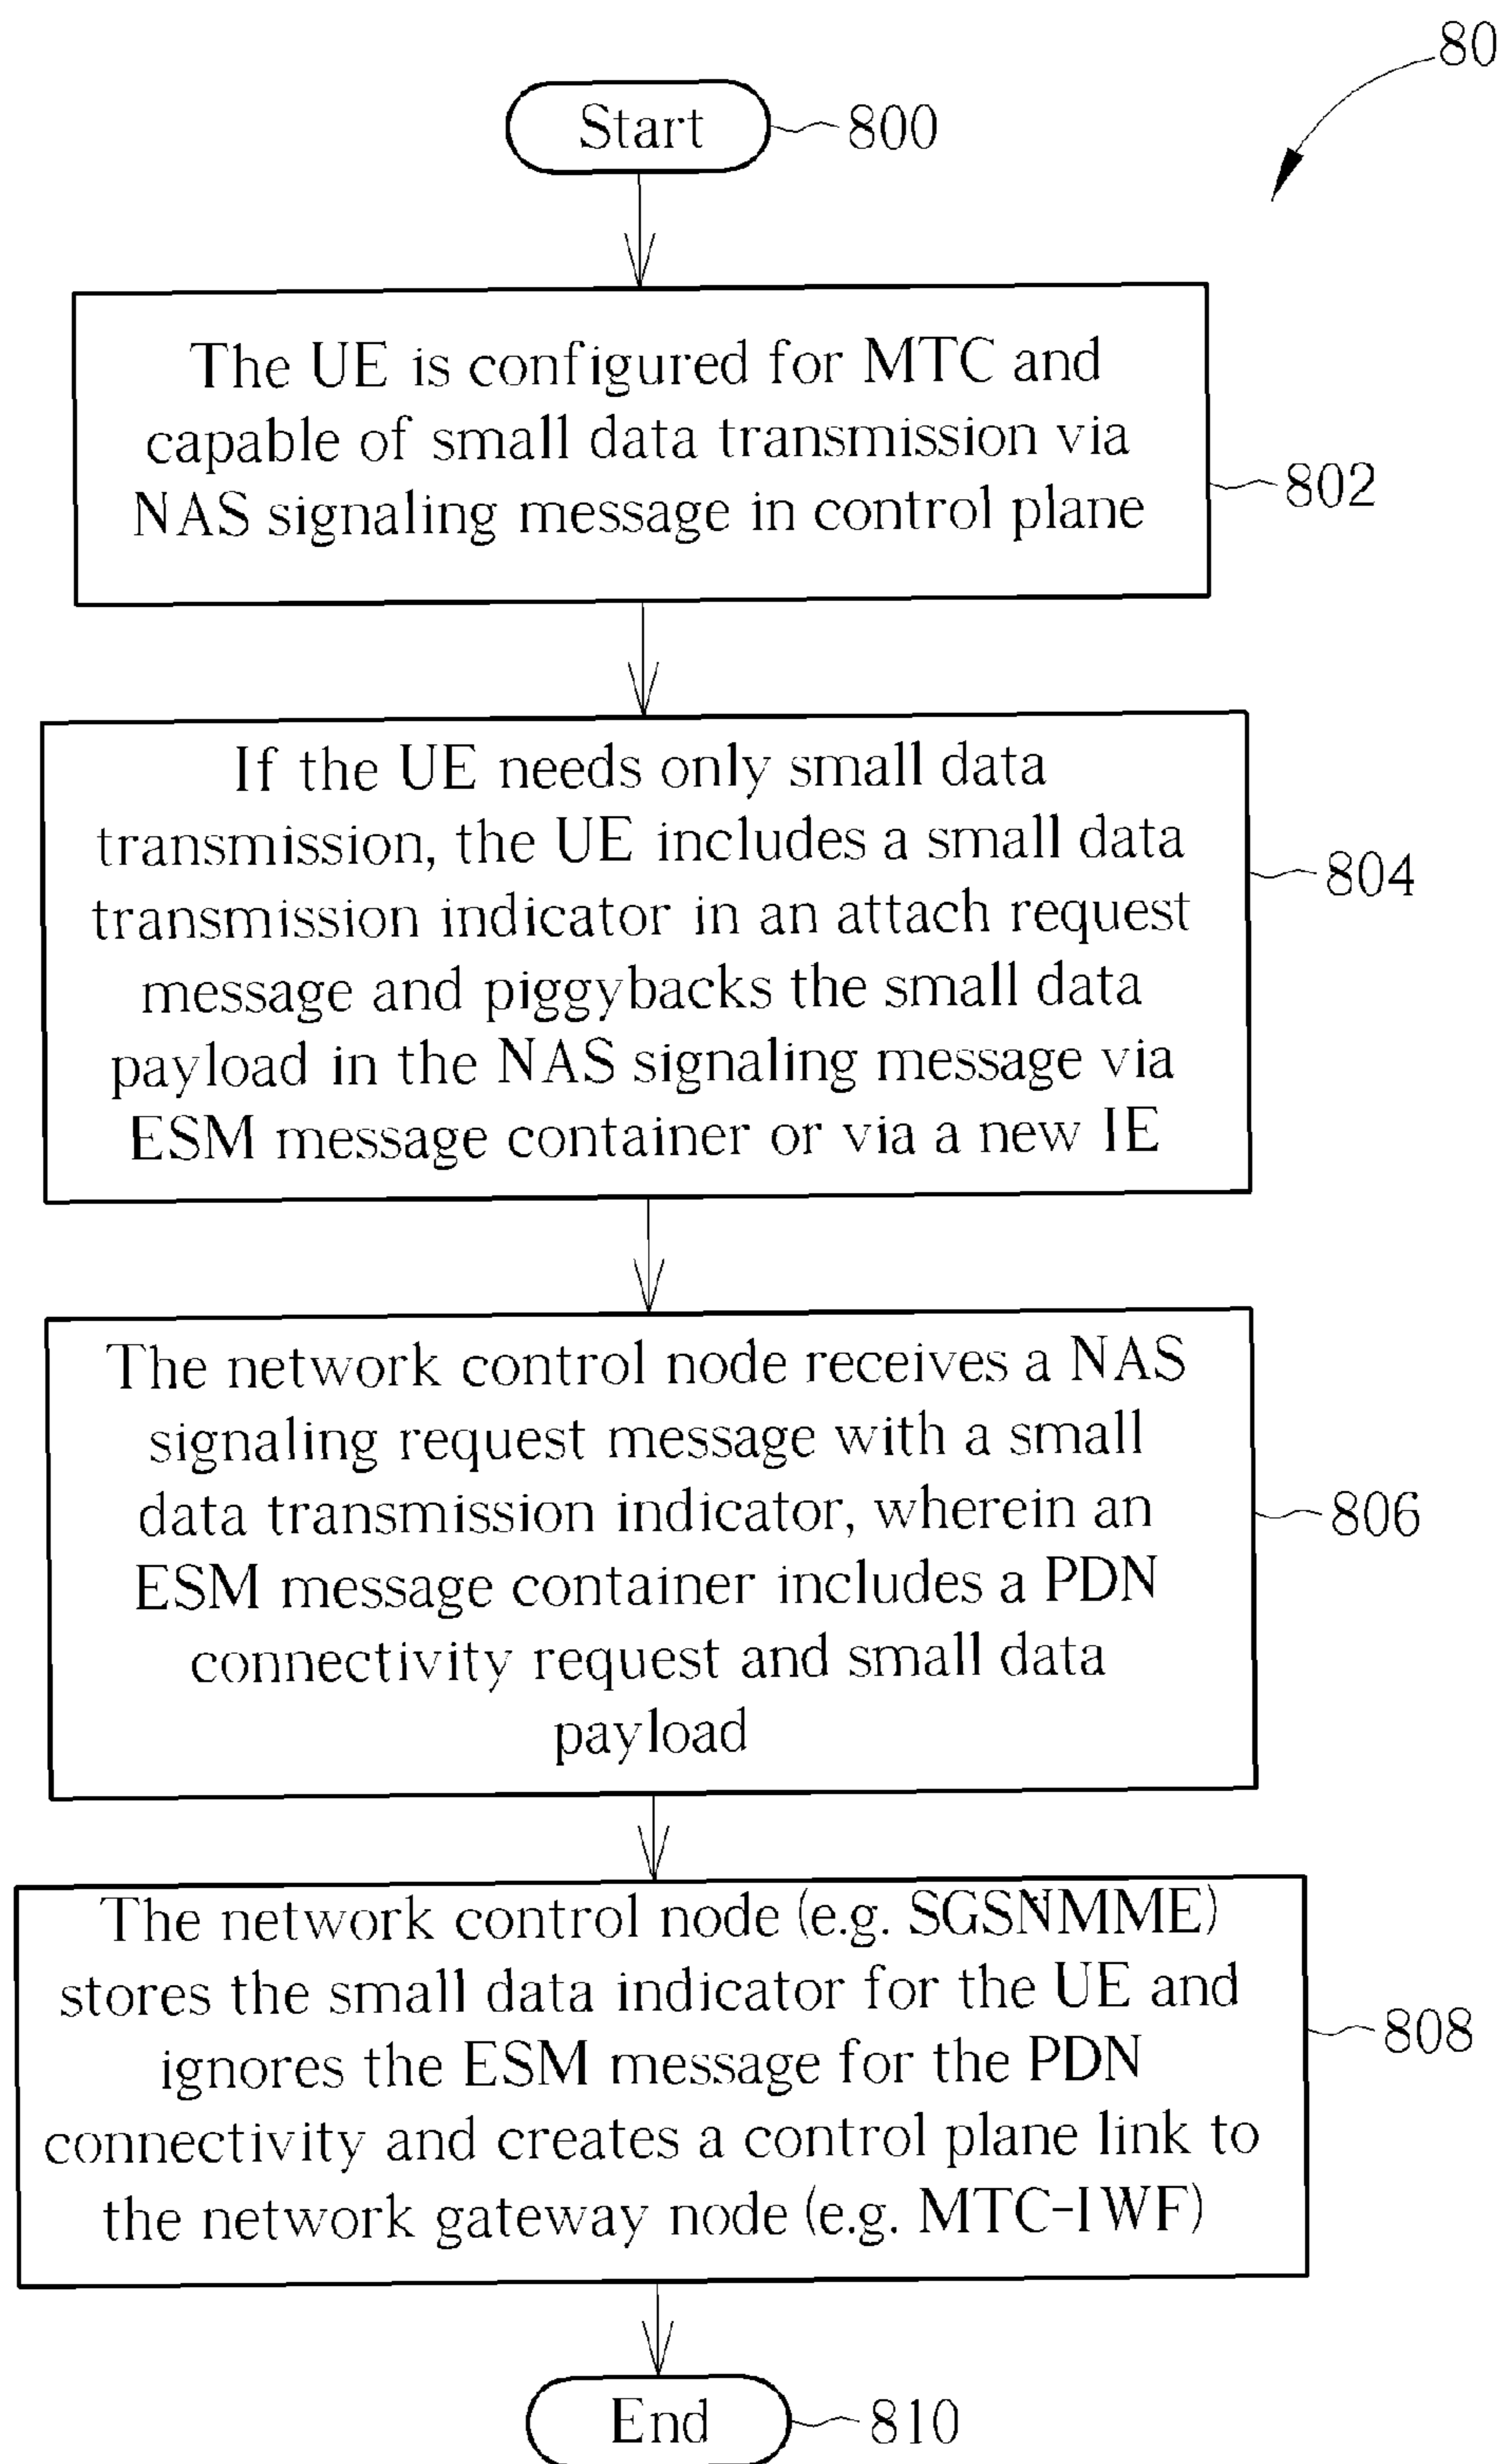 80
Start
800
The UE is configured for MTC and
capable of small data transmission via
NAS signaling message in control plane
802
If the UE needs only small data
transmission, the UE includes a small data
transmission indicator in an attach request
message and piggybacks the small data
payload in the NAS signaling message via
ESM message container or via a new IE
804
The network control node receives a NAS
signaling request message with a small
data transmission indicator, wherein an
ESM message container includes a PDN
connectivity request and small data
payload
806
The network control node (e.g. SGSNMME)
stores the small data indicator for the UE and
ignores the ESM message for the PDN
connectivity and creates a control plane link to
the network gateway node (e.g. MTC-IWF)
808
End
810